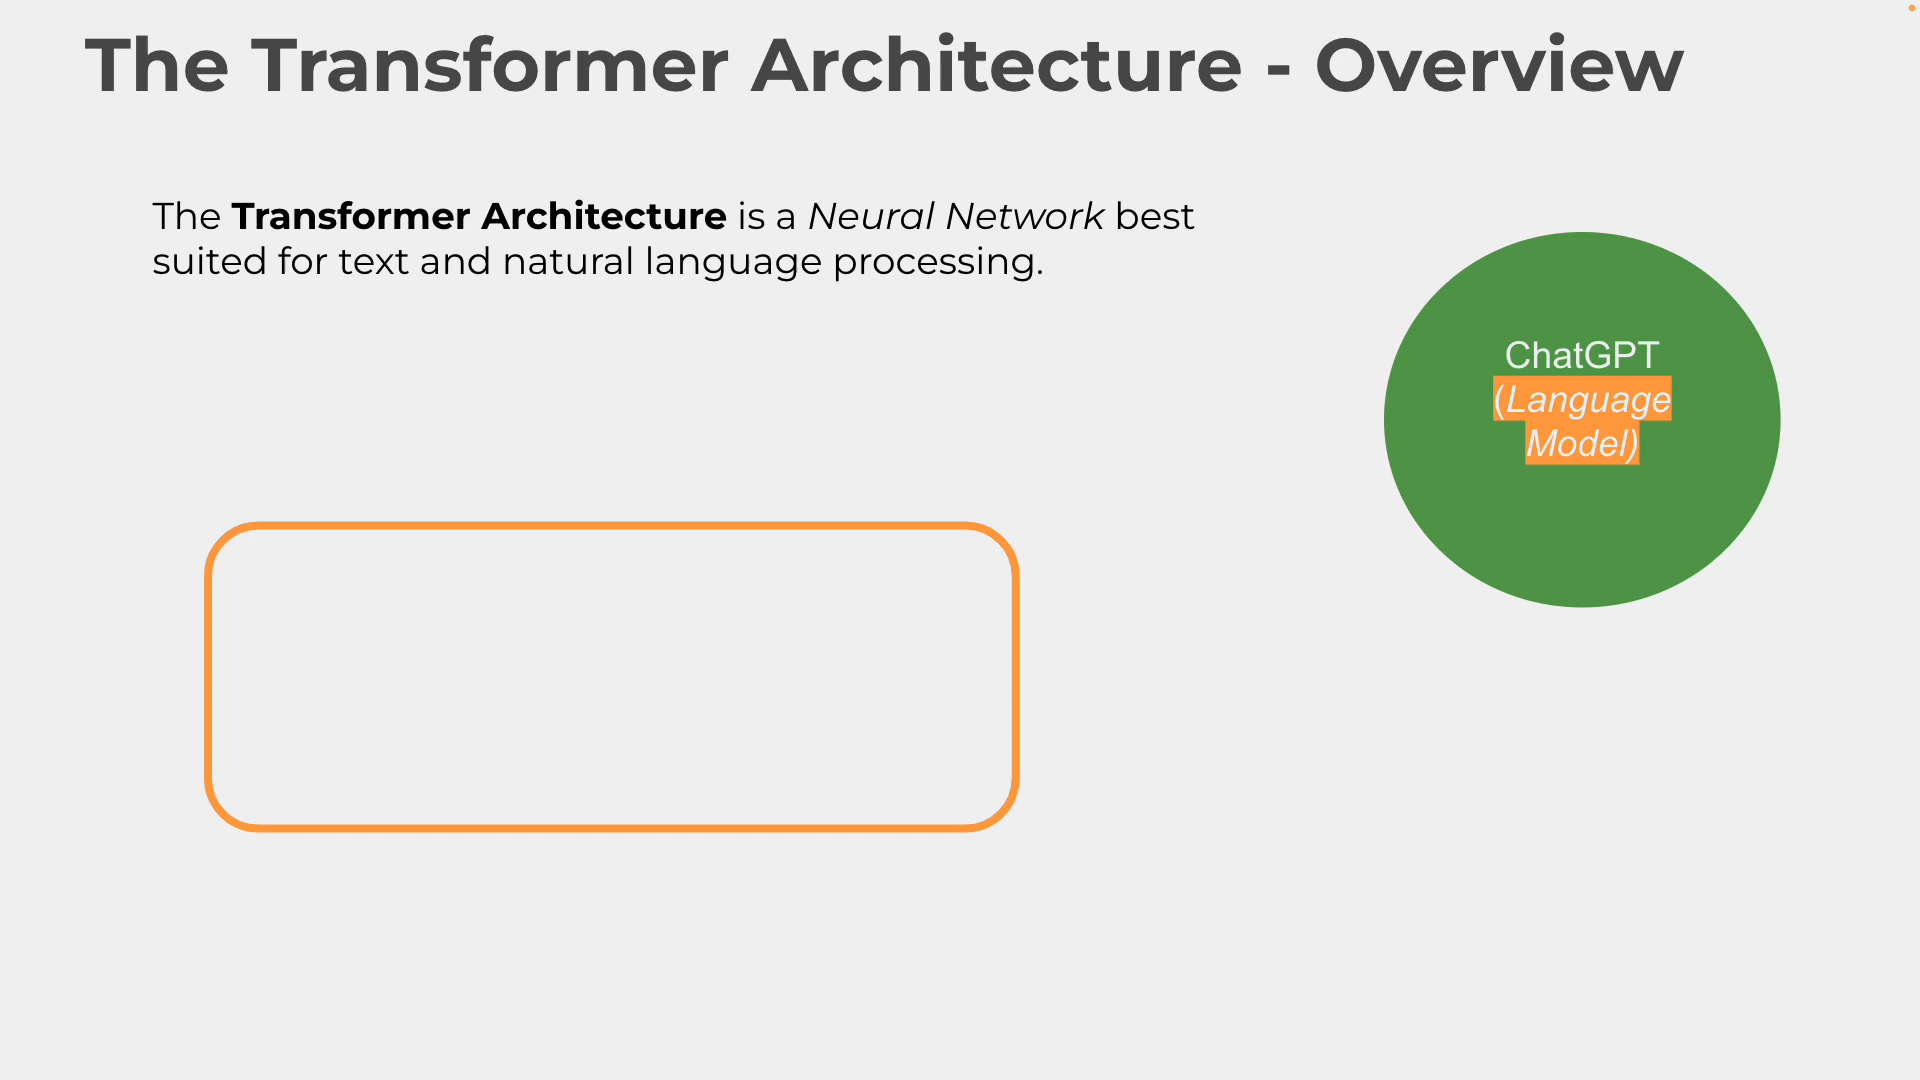 The Transformer Architecture - Overview
The Transformer Architecture is a Neural Network best
suited for text and natural language processing.
ChatGPT
(Language
Model)